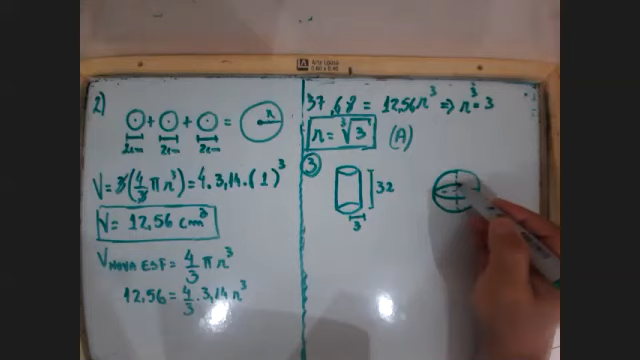 2)
+ + = r
2cm 2cm 2cm
V = 3(4/3 π r³) = 4.3,14.(1)³
V = 12,56 cm³
V NOVA ESF = 4/3 π r³
12,56 = 4/3 . 3,14 r³
37,68 = 12,56 r³ ⇒ r³ = 3
r = ³√3 (A)
3
32
3